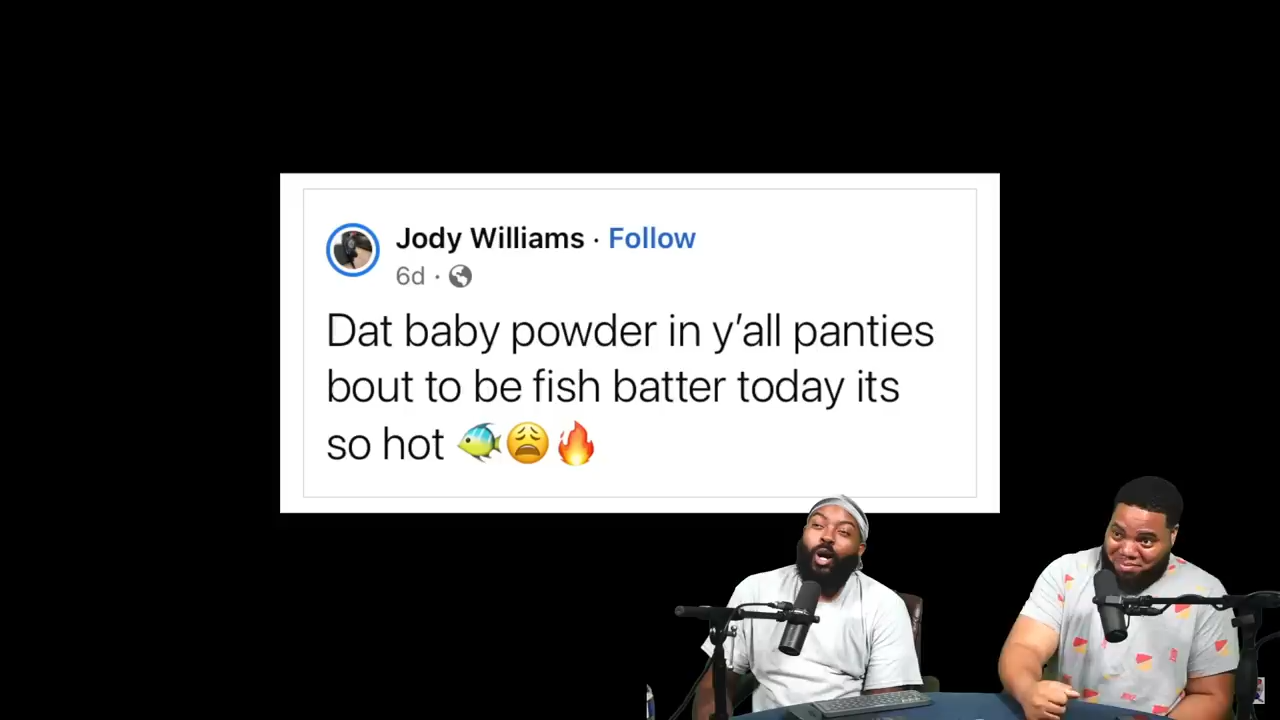 Jody Williams · Follow
6d ·
Dat baby powder in y’all panties
bout to be fish batter today its
so hot 🐠😩🔥